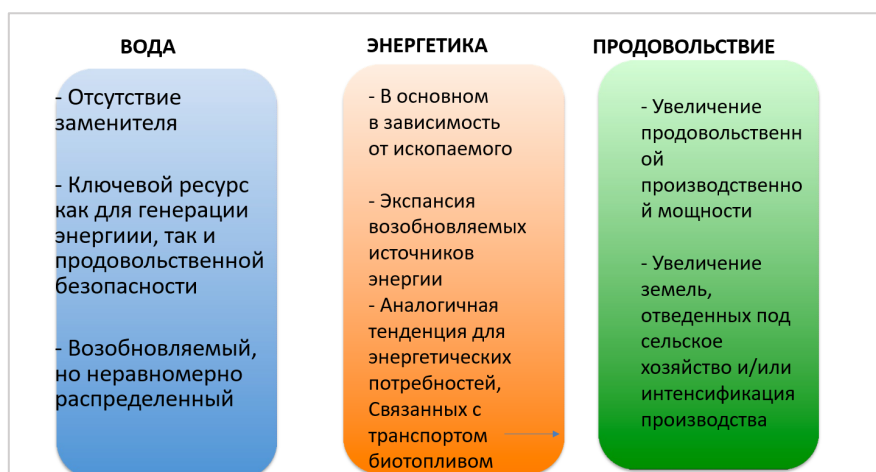 ВОДА
- Отсутствие
заменителя
- Ключевой ресурс
как для генерации
энергиии, так и
продовольственной
безопасности
- Возобновляемый,
но неравномерно
распределенный
ЭНЕРГЕТИКА
- В основном
в зависимость
от ископаемого
- Экспансия
возобновляемых
источников
энергии
- Аналогичная
тенденция для
энергетических
потребностей,
Связанных с
транспортом
биотопливом
ПРОДОВОЛЬСТВИЕ
- Увеличение
продовольственн
ой
производственно
й мощности
- Увеличение
земель,
отведенных под
сельское
хозяйство и/или
интенсификация
производства